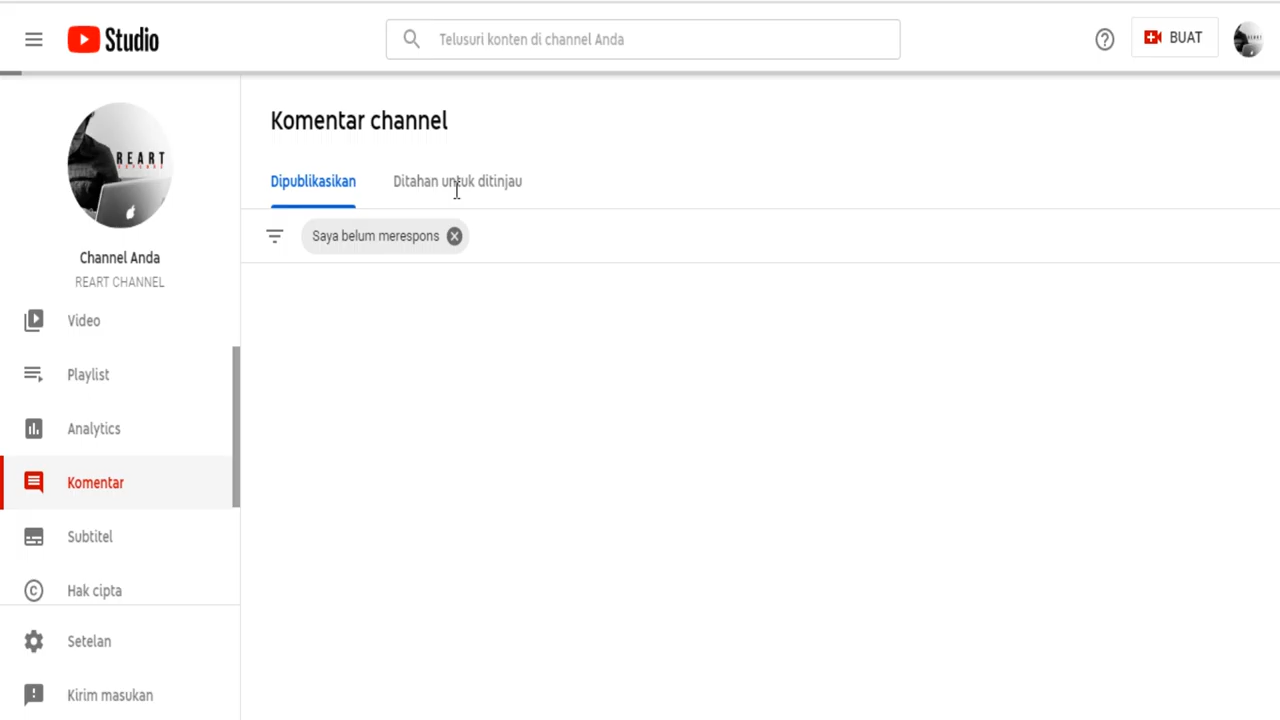 Studio
Telusuri konten di channel Anda
BUAT
REART
Channel Anda
REART CHANNEL
Video
Playlist
Analytics
Komentar
Subtitel
Hak cipta
Setelan
Kirim masukan
Komentar channel
Dipublikasikan
Ditahan untuk ditinjau
Saya belum merespons